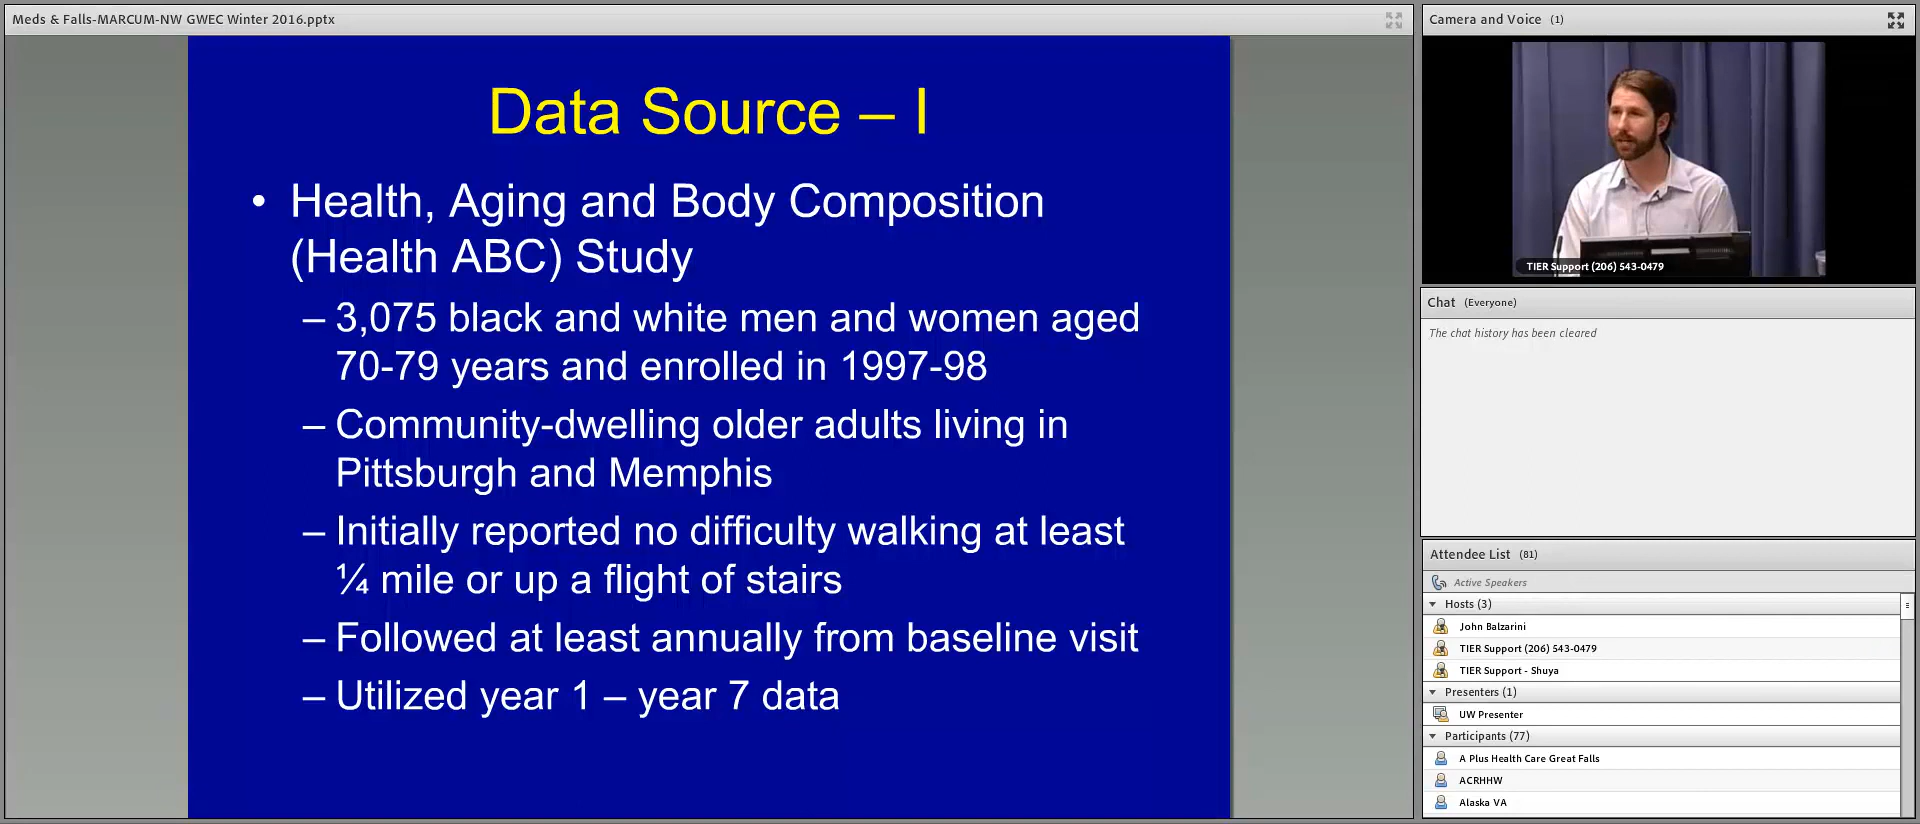 Meds & Falls-MARCUM-NW GWEC Winter 2016.pptx
Data Source – I
• Health, Aging and Body Composition
(Health ABC) Study
– 3,075 black and white men and women aged
70-79 years and enrolled in 1997-98
– Community-dwelling older adults living in
Pittsburgh and Memphis
– Initially reported no difficulty walking at least
¼ mile or up a flight of stairs
– Followed at least annually from baseline visit
– Utilized year 1 – year 7 data
Camera and Voice (1)
TIER Support (206) 543-0479
Chat (Everyone)
The chat history has been cleared
Attendee List (81)
Active Speakers
Hosts (3)
John Balzarini
TIER Support (206) 543-0479
TIER Support - Shuya
Presenters (1)
UW Presenter
Participants (77)
A Plus Health Care Great Falls
ACRHHW
Alaska VA